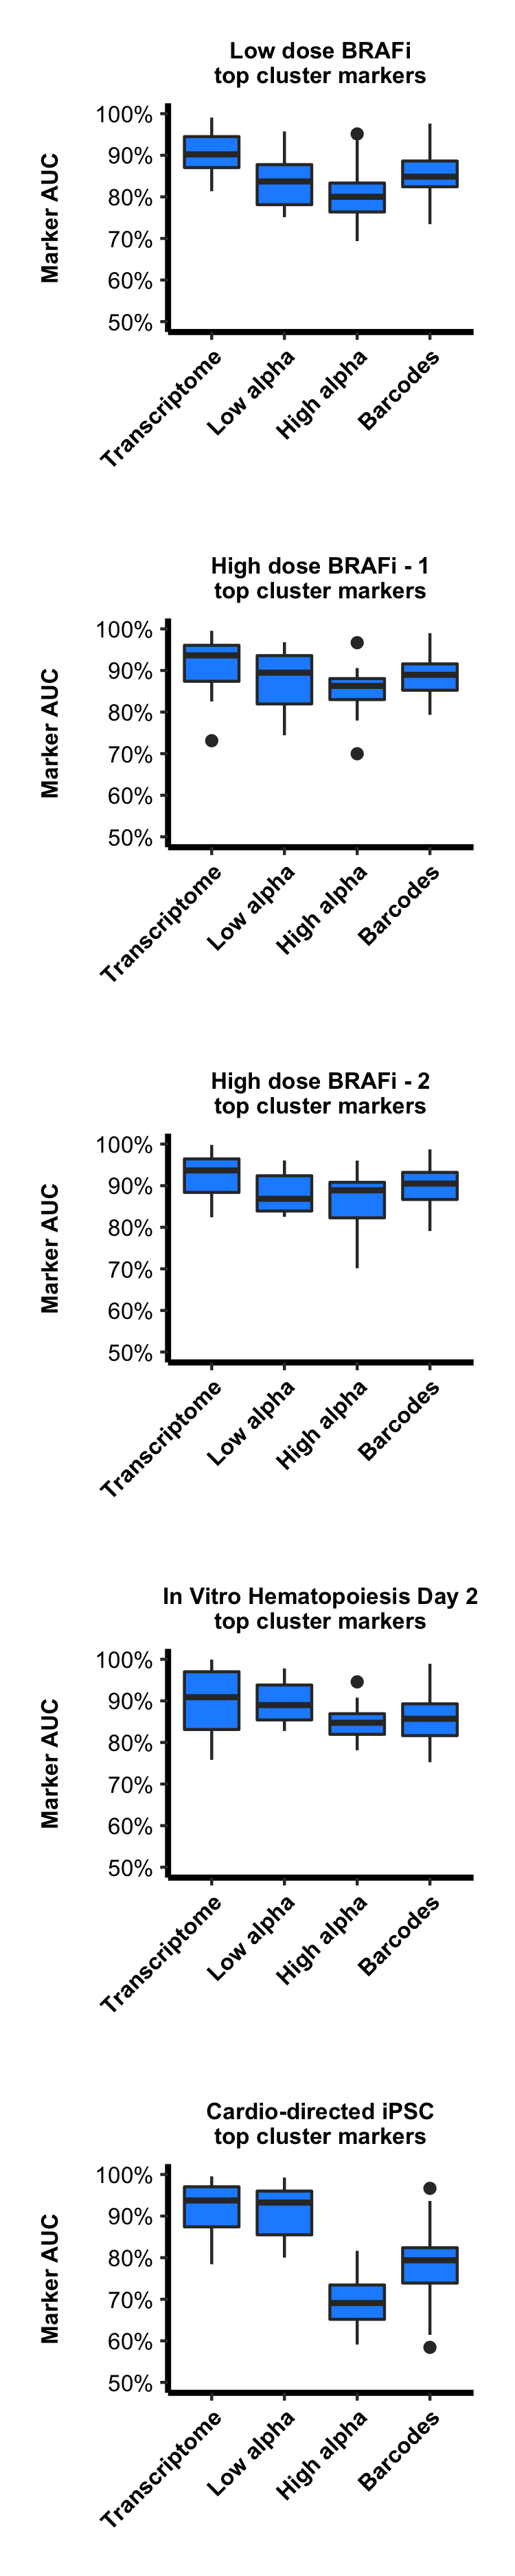 Low dose BRAFi
top cluster markers
Marker AUC
100%
90%
80%
70%
60%
50%
Transcriptome
Low alpha
High alpha
Barcodes
High dose BRAFi - 1
top cluster markers
Marker AUC
100%
90%
80%
70%
60%
50%
Transcriptome
Low alpha
High alpha
Barcodes
High dose BRAFi - 2
top cluster markers
Marker AUC
100%
90%
80%
70%
60%
50%
Transcriptome
Low alpha
High alpha
Barcodes
In Vitro Hematopoiesis Day 2
top cluster markers
Marker AUC
100%
90%
80%
70%
60%
50%
Transcriptome
Low alpha
High alpha
Barcodes
Cardio-directed iPSC
top cluster markers
Marker AUC
100%
90%
80%
70%
60%
50%
Transcriptome
Low alpha
High alpha
Barcodes